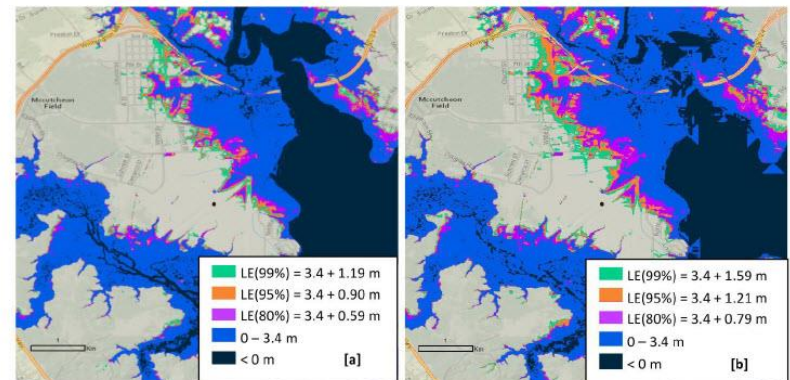 Mccutcheon
Field
LE(99%) = 3.4 + 1.19 m
LE(95%) = 3.4 + 0.90 m
LE(80%) = 3.4 + 0.59 m
0 – 3.4 m
< 0 m
[a]
1
Km
Mccutcheon
Field
LE(99%) = 3.4 + 1.59 m
LE(95%) = 3.4 + 1.21 m
LE(80%) = 3.4 + 0.79 m
0 – 3.4 m
< 0 m
[b]
1
Km